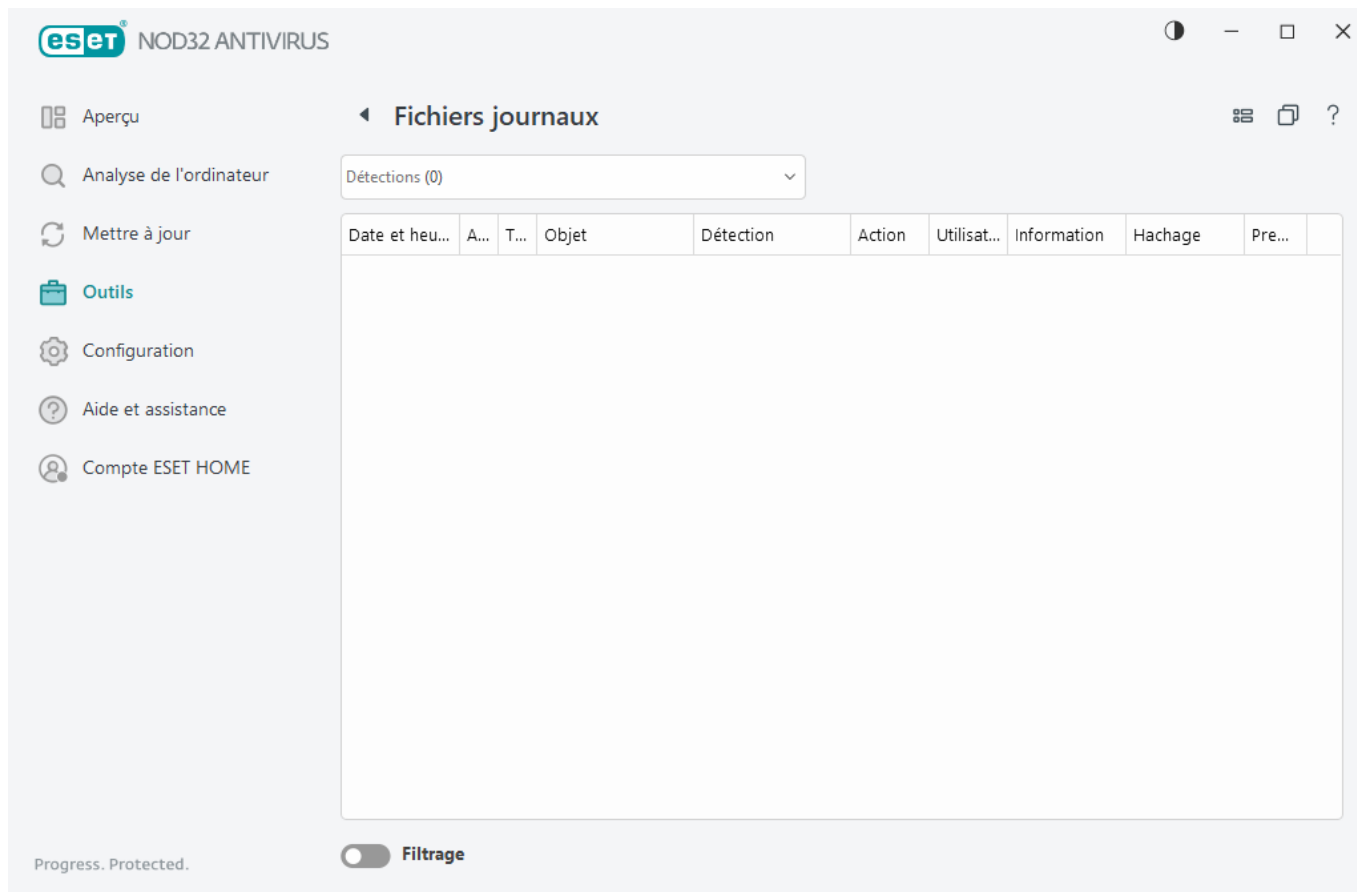 eset® NOD32 ANTIVIRUS
Aperçu
Analyse de l'ordinateur
Mettre à jour
Outils
Configuration
Aide et assistance
Compte ESET HOME
Fichiers journaux
?
Détections (0)
Date et heu... A... T... Objet Détection Action Utilisat... Information Hachage Pre...
Filtrage
Progress. Protected.